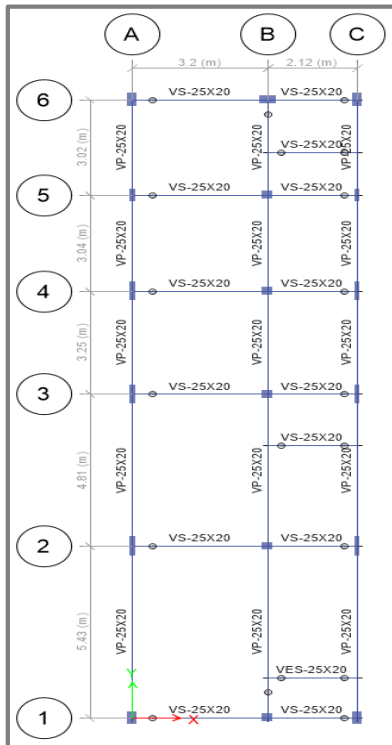 A B C
3.2 (m) 2.12 (m)
6 VS-25X20 VS-25X20
3.02 (m) VP-25X20 VP-25X20 VS-25X20 VP-25X20
5 VS-25X20 VS-25X20
3.04 (m) VP-25X20 VP-25X20 VP-25X20
4 VS-25X20 VS-25X20
3.25 (m) VP-25X20 VP-25X20 VP-25X20
3 VS-25X20 VS-25X20
VS-25X20
4.81 (m) VP-25X20 VP-25X20 VP-25X20
2 VS-25X20 VS-25X20
5.43 (m) VP-25X20 VP-25X20 VP-25X20
VES-25X20
Y
1 VS-25X20 VS-25X20
X